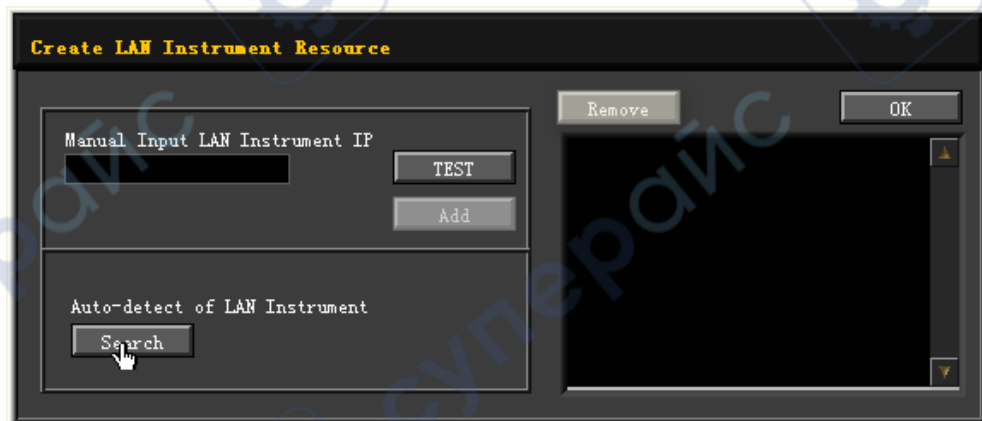 Create LAN Instrument Resource
Remove
OK
Manual Input LAN Instrument IP
TEST
Add
Auto-detect of LAN Instrument
Search
суперайс